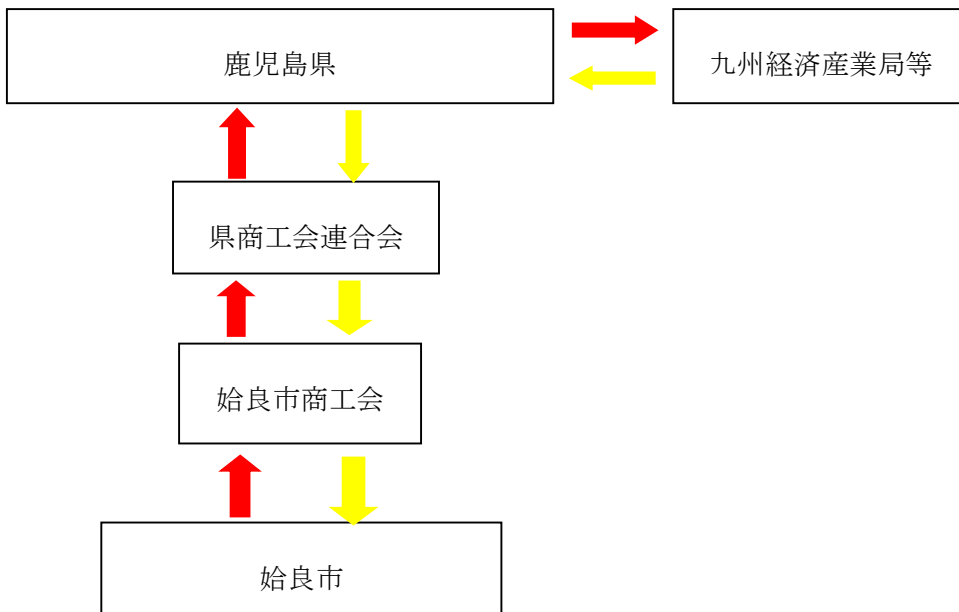 鹿児島県
九州経済産業局等
県商工会連合会
姶良市商工会
姶良市